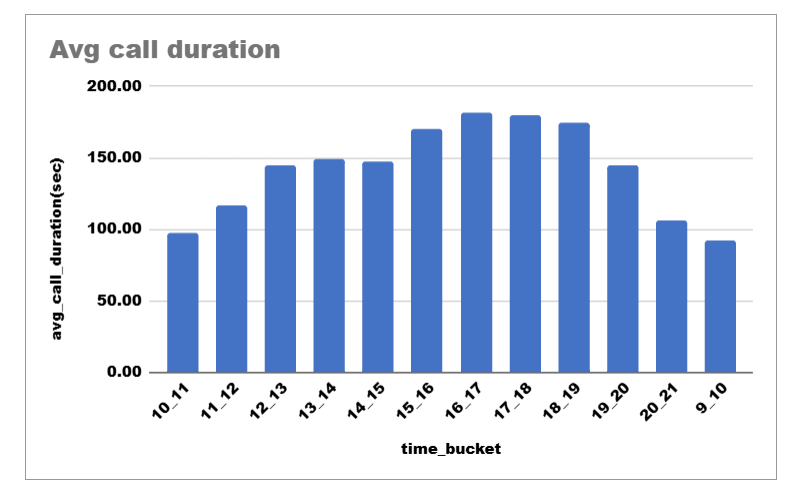 Avg call duration
avg_call_duration(sec)
200.00
150.00
100.00
50.00
0.00
10_11 11_12 12_13 13_14 14_15 15_16 16_17 17_18 18_19 19_20 20_21 9_10
time_bucket